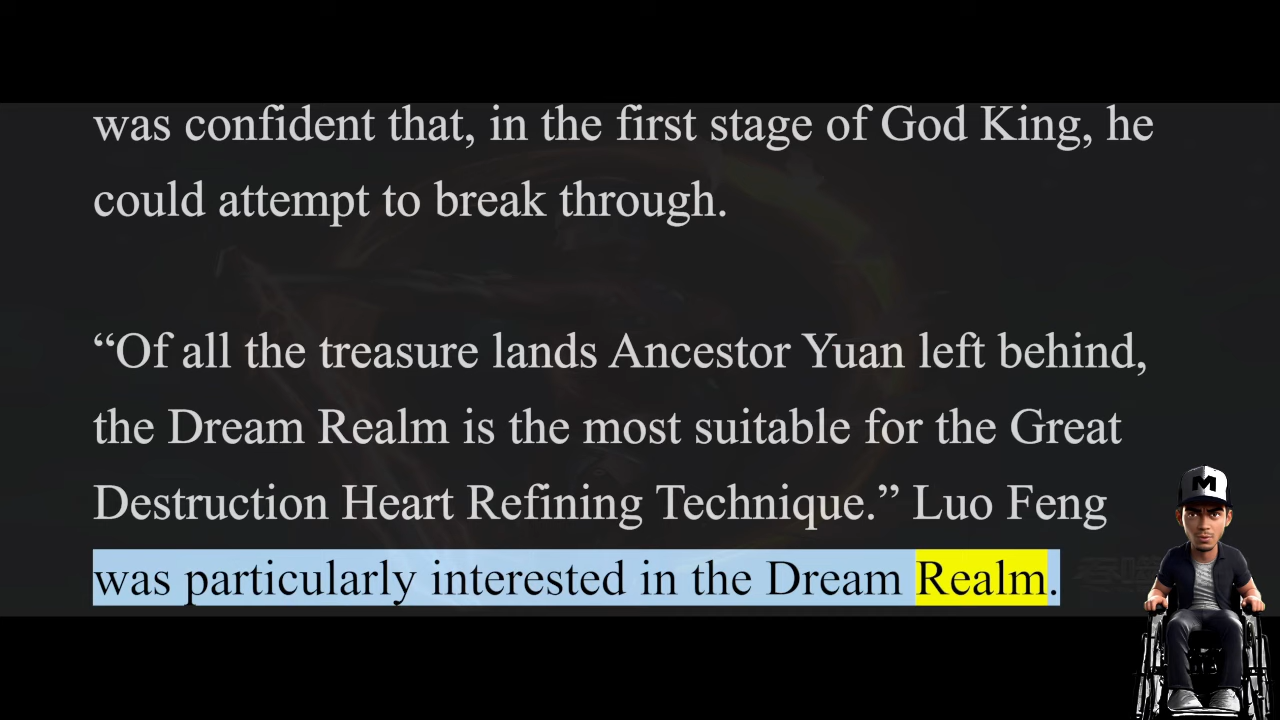 was confident that, in the first stage of God King, he
could attempt to break through.
“Of all the treasure lands Ancestor Yuan left behind,
the Dream Realm is the most suitable for the Great
Destruction Heart Refining Technique.” Luo Feng
was particularly interested in the Dream Realm.
M